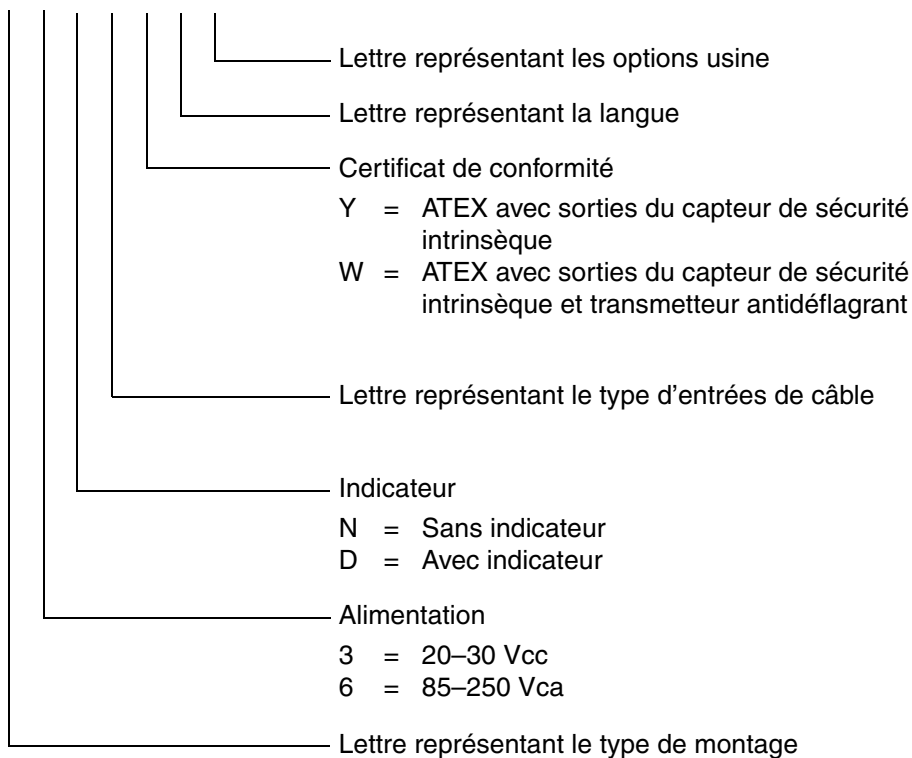 Lettre représentant les options usine
Lettre représentant la langue
Certificat de conformité
Y = ATEX avec sorties du capteur de sécurité
intrinsèque
W = ATEX avec sorties du capteur de sécurité
intrinsèque et transmetteur antidéflagrant
Lettre représentant le type d'entrées de câble
Indicateur
N = Sans indicateur
D = Avec indicateur
Alimentation
3 = 20–30 Vcc
6 = 85–250 Vca
Lettre représentant le type de montage